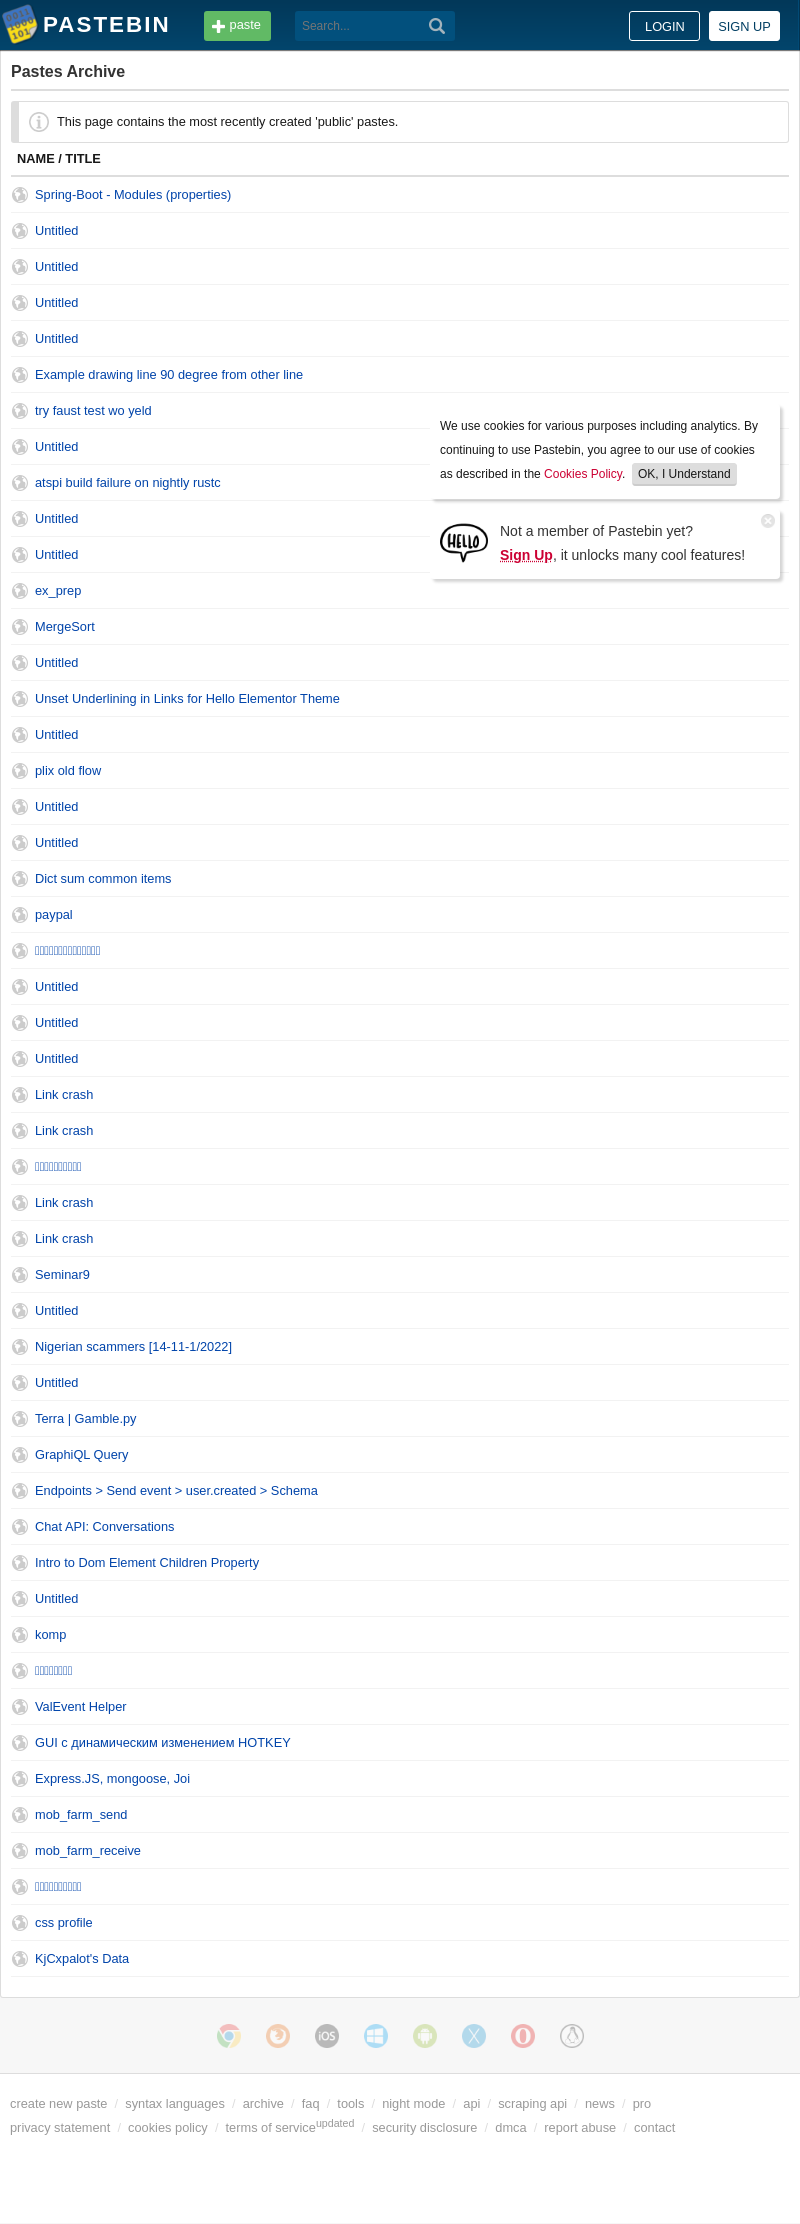 PASTEBIN
paste
Search...
LOGIN
SIGN UP
Pastes Archive
This page contains the most recently created 'public' pastes.
NAME / TITLE
Spring-Boot - Modules (properties)
Untitled
Untitled
Untitled
Untitled
Example drawing line 90 degree from other line
try faust test wo yeld
Untitled
atspi build failure on nightly rustc
Untitled
Untitled
We use cookies for various purposes including analytics. By
continuing to use Pastebin, you agree to our use of cookies
as described in the Cookies Policy. OK, I Understand
HELLO
Not a member of Pastebin yet?
Sign Up, it unlocks many cool features!
ex_prep
MergeSort
Untitled
Unset Underlining in Links for Hello Elementor Theme
Untitled
plix old flow
Untitled
Untitled
Dict sum common items
paypal
Untitled
Untitled
Untitled
Link crash
Link crash
Link crash
Link crash
Seminar9
Untitled
Nigerian scammers [14-11-1/2022]
Untitled
Terra | Gamble.py
GraphiQL Query
Endpoints > Send event > user.created > Schema
Chat API: Conversations
Intro to Dom Element Children Property
Untitled
komp
ValEvent Helper
GUI с динамическим изменением HOTKEY
Express.JS, mongoose, Joi
mob_farm_send
mob_farm_receive
css profile
KjCxpalot's Data
iOS
create new paste / syntax languages / archive / faq / tools / night mode / api / scraping api / news / pro
privacy statement / cookies policy / terms of service updated / security disclosure / dmca / report abuse / contact